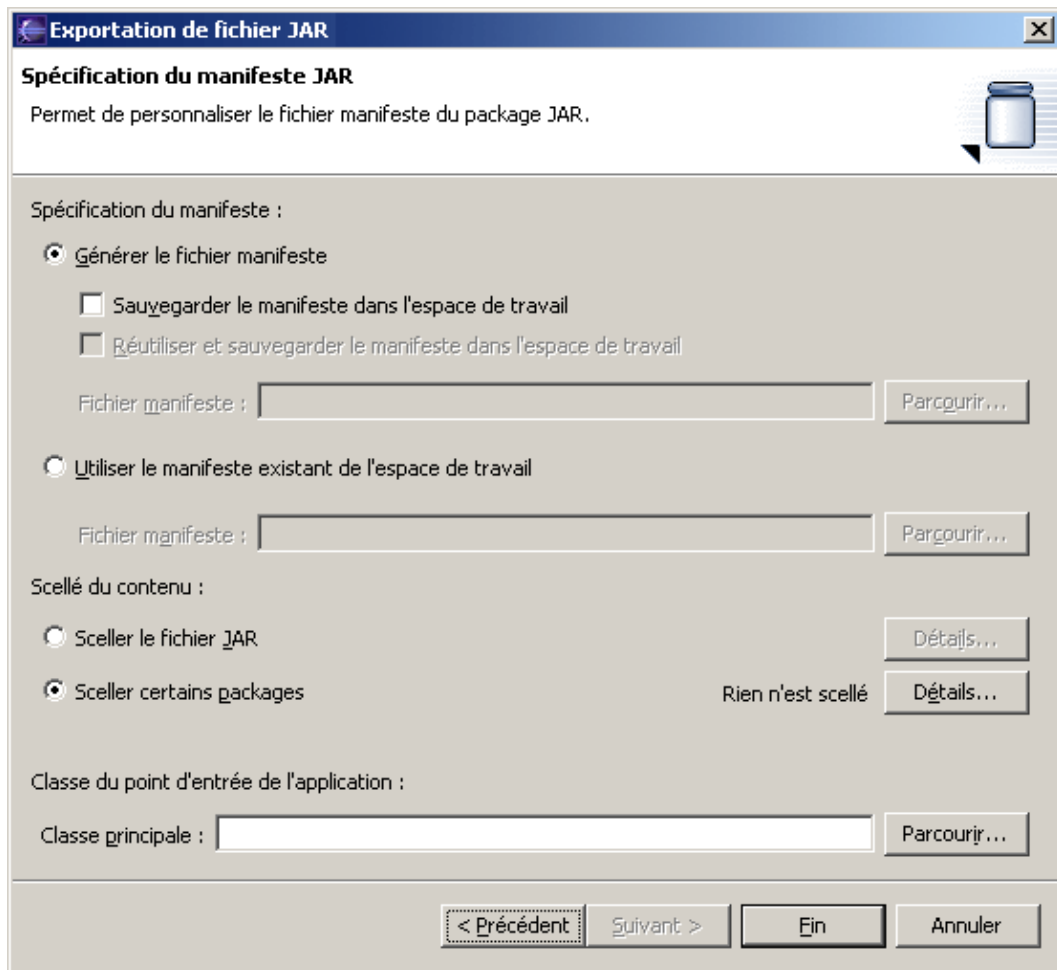 Exportation de fichier JAR
Spécification du manifeste JAR
Permet de personnaliser le fichier manifeste du package JAR.
Spécification du manifeste :
Générer le fichier manifeste
Sauvegarder le manifeste dans l'espace de travail
Réutiliser et sauvegarder le manifeste dans l'espace de travail
Fichier manifeste : Parcourir...
Utiliser le manifeste existant de l'espace de travail
Fichier manifeste : Parcourir...
Scellé du contenu :
Sceller le fichier JAR Détails...
Sceller certains packages Rien n'est scellé Détails...
Classe du point d'entrée de l'application :
Classe principale : Parcourir...
< Précédent Suivant > Fin Annuler